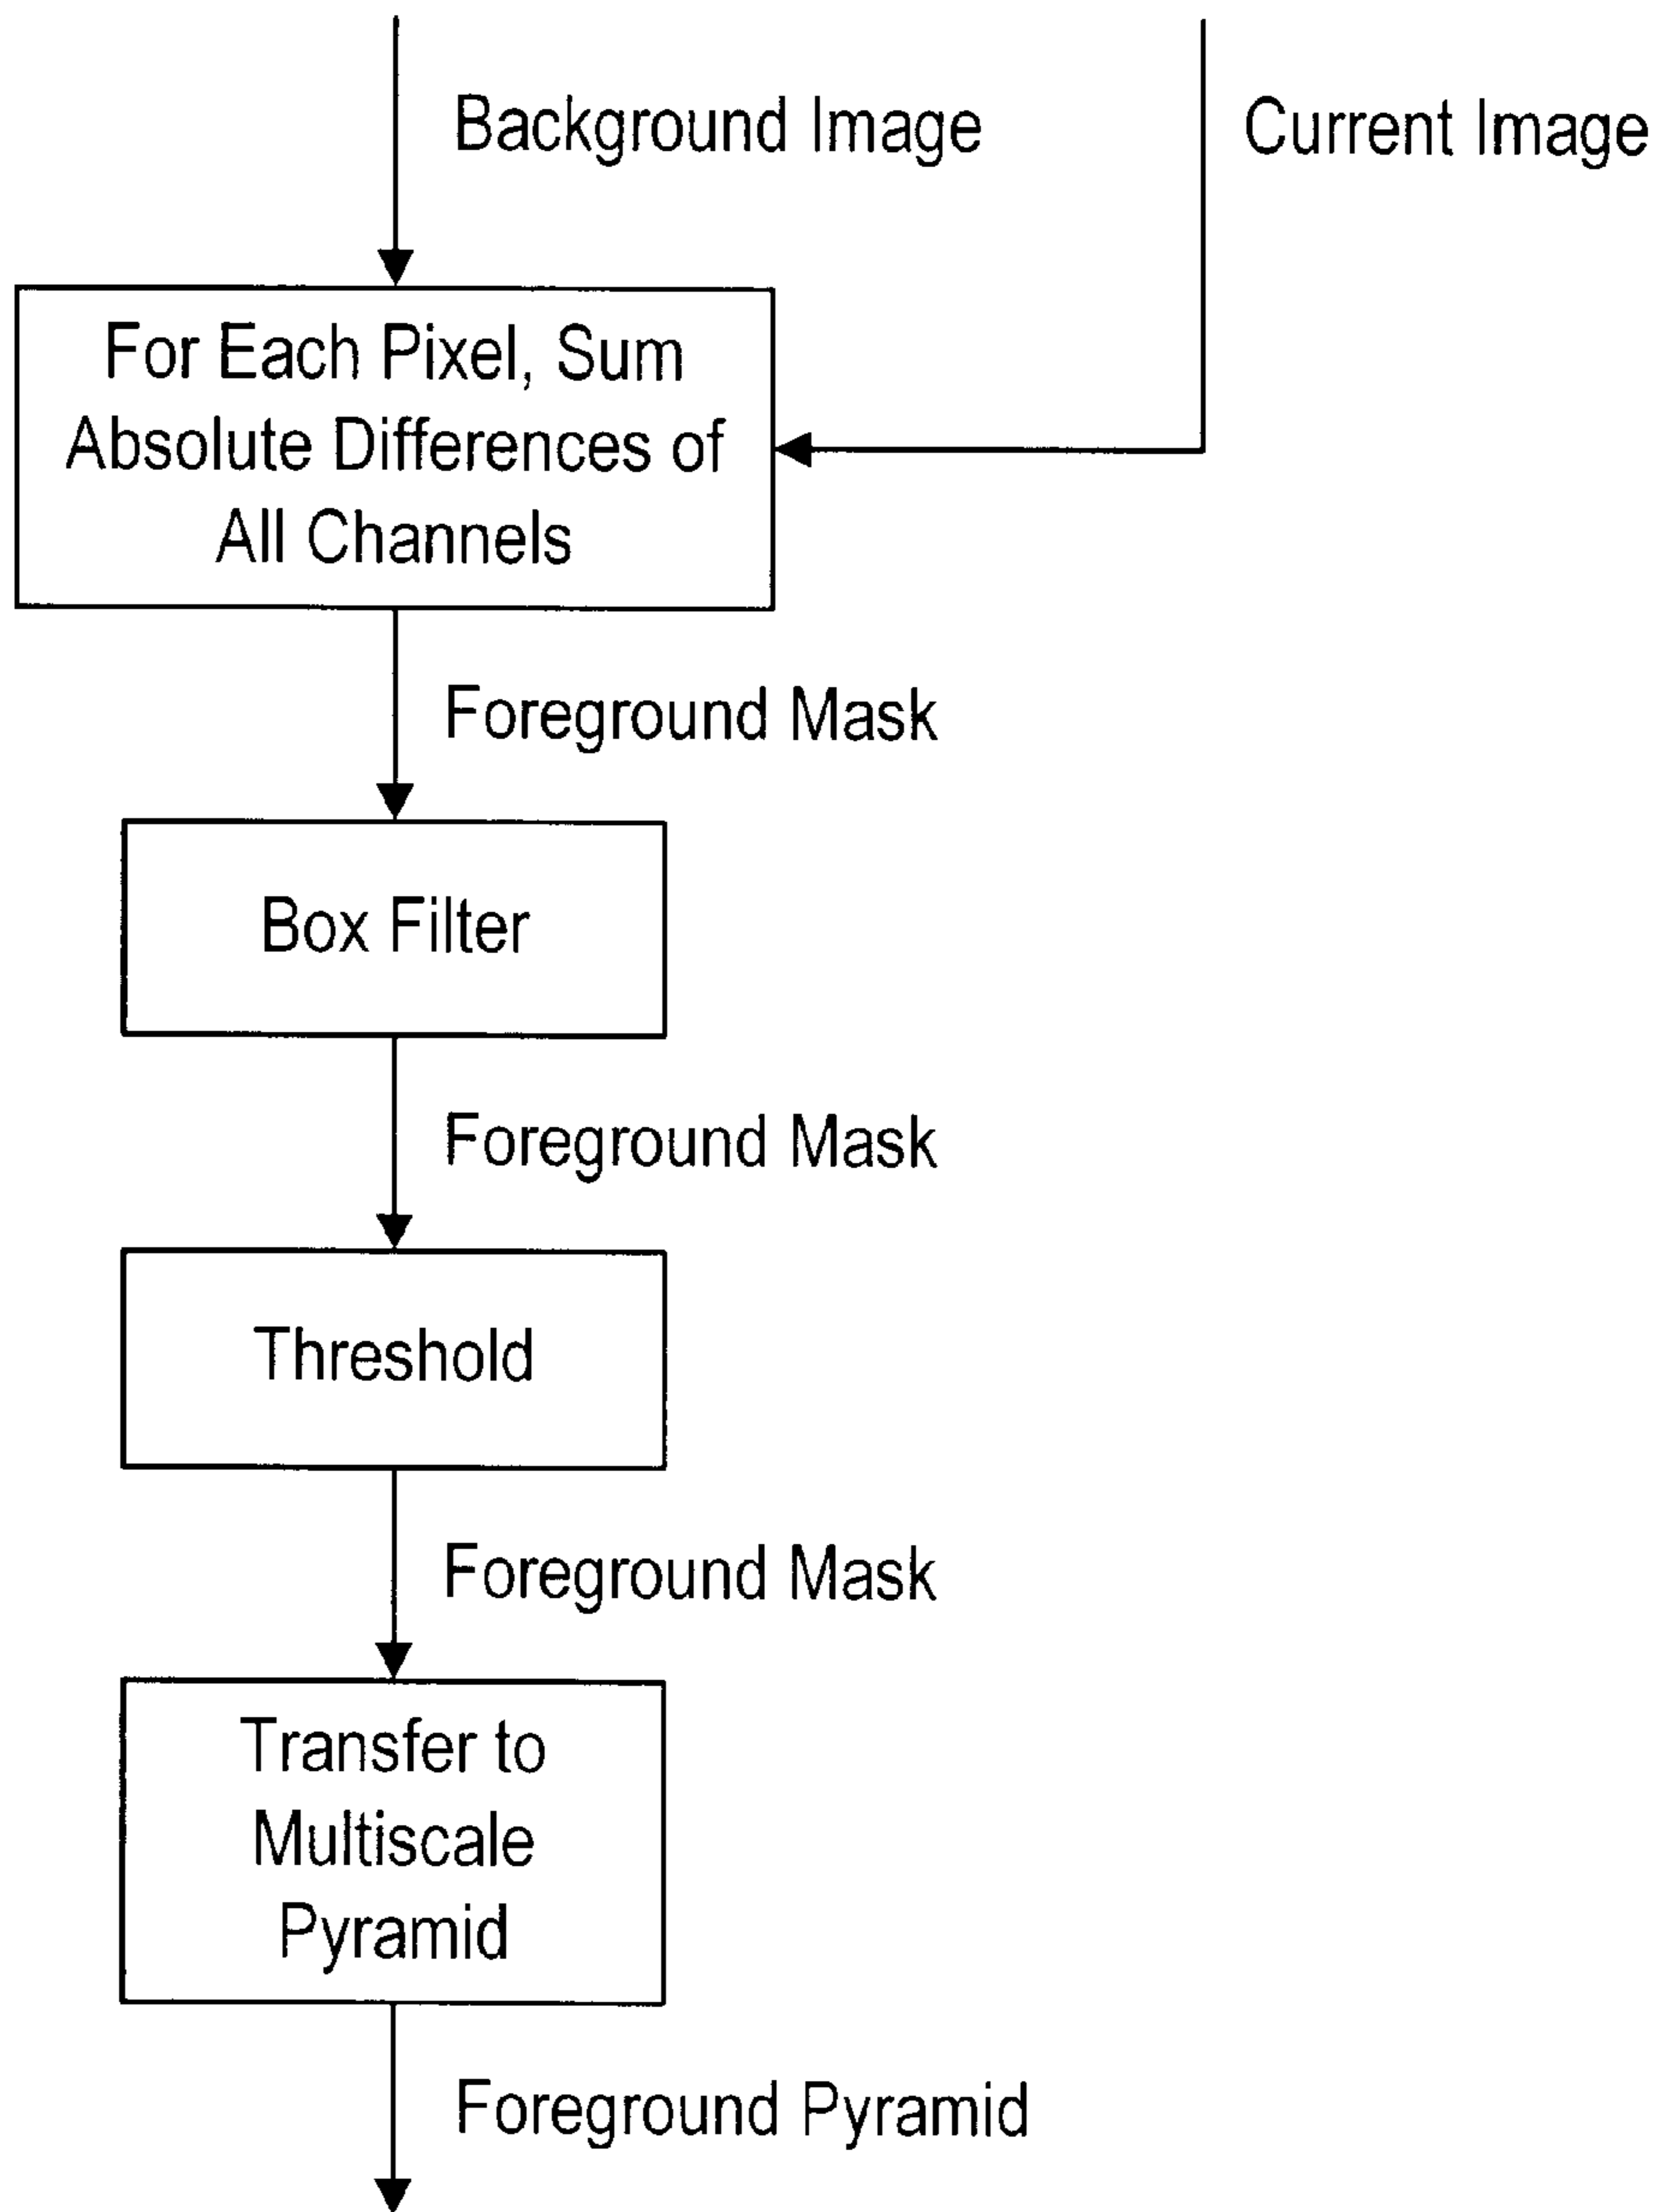 Background Image
Current Image
For Each Pixel, Sum
Absolute Differences of
All Channels
Foreground Mask
Box Filter
Foreground Mask
Threshold
Foreground Mask
Transfer to
Multiscale
Pyramid
Foreground Pyramid